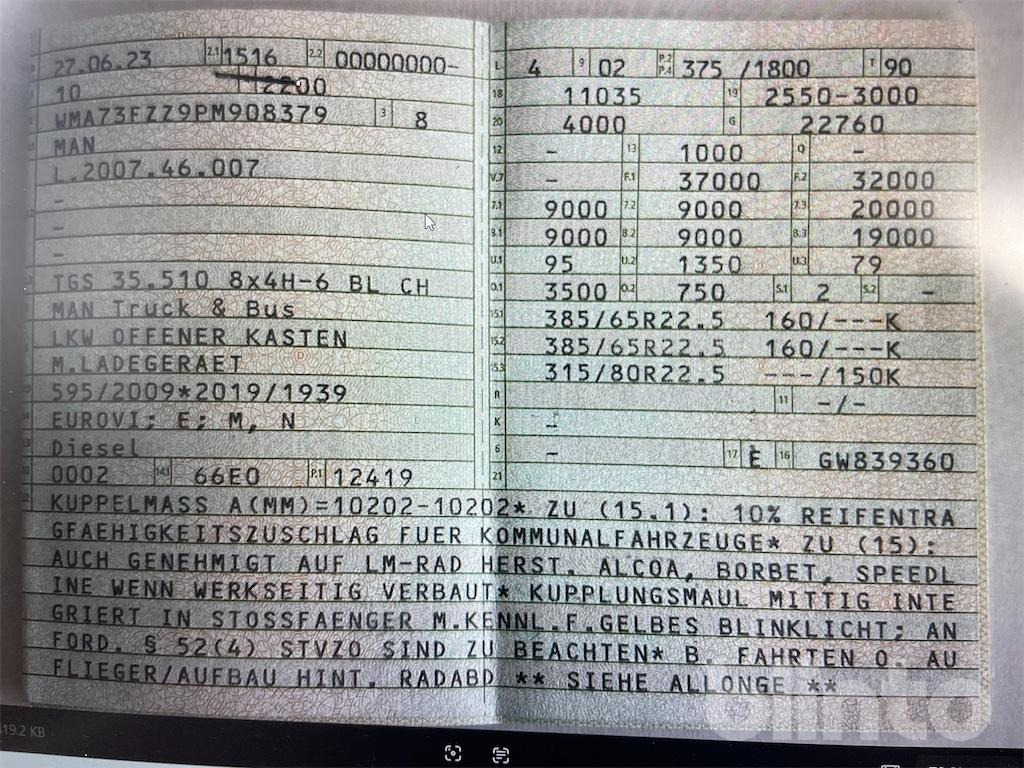 27.06.23 2.1 1516 2.2 00000000-
10 112200
WMA73FZZ9PM908379 3 8
MAN
L.2007.46.007
-
-
-
TGS 35.510 8x4H-6 BL CH
MAN Truck & Bus
LKW OFFENER KASTEN
M.LADEGERAET
595/2009*2019/1939
EUROVI; E; M, N
Diesel
0002 14.1 66E0 P.1 12419
L 4 9 02 P.2 P.4 375 /1800 T 90
18 11035 19 2550-3000
20 4000 G 22760
12 - 13 1000 Q -
V.7 - F.1 37000 F.2 32000
7.1 9000 7.2 9000 7.3 20000
8.1 9000 8.2 9000 8.3 19000
U.1 95 U.2 1350 U.3 79
O.1 3500 O.2 750 S.1 2 S.2 -
15.1 385/65R22.5 160/---K
15.2 385/65R22.5 160/---K
15.3 315/80R22.5 ---/150K
R 11 -/-
K -
6 - 17 E 16 GW839360
21
KUPPELMASS A(MM)=10202-10202* ZU (15.1): 10% REIFENTRA
GFAEHIGKEITSZUSCHLAG FUER KOMMUNALFAHRZEUGE* ZU (15):
AUCH GENEHMIGT AUF LM-RAD HERST. ALCOA, BORBET, SPEEDL
INE WENN WERKSEITIG VERBAUT* KUPPLUNGSMAUL MITTIG INTE
GRIERT IN STOSSFAENGER M.KENNL.F.GELBES BLINKLICHT; AN
FORD. § 52(4) STVZO SIND ZU BEACHTEN* B. FAHRTEN O. AU
FLIEGER/AUFBAU HINT. RADABD ** SIEHE ALLONGE **
419.2 KB